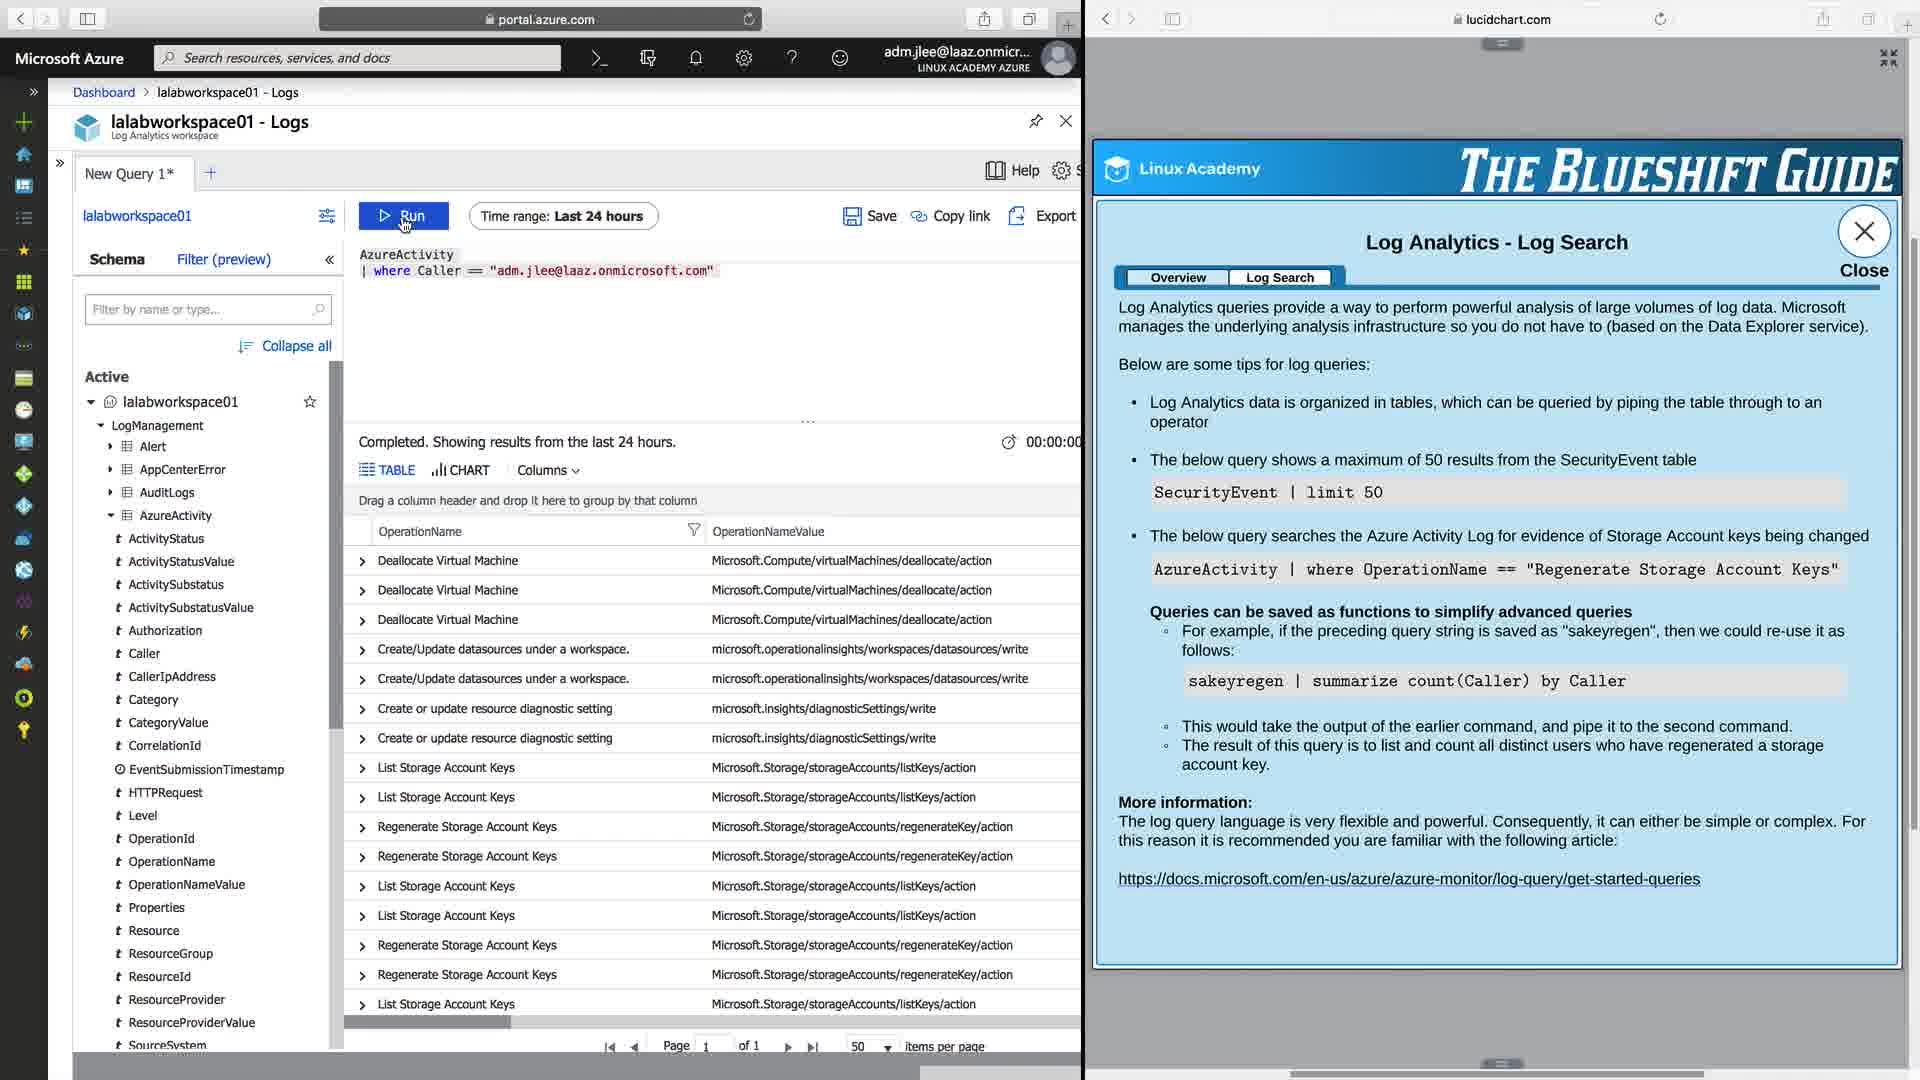 portal.azure.com
Microsoft Azure
Search resources, services, and docs
adm.jlee@laaz.onmicr...
LINUX ACADEMY AZURE
Dashboard > lalabworkspace01 - Logs
lalabworkspace01 - Logs
Log Analytics workspace
New Query 1*
Help
lalabworkspace01
Run
Time range: Last 24 hours
Save
Copy link
Export
Schema
Filter (preview)
Filter by name or type...
Collapse all
AzureActivity
| where Caller == "adm.jlee@laaz.onmicrosoft.com"
Active
lalabworkspace01
LogManagement
Alert
AppCenterError
AuditLogs
AzureActivity
t ActivityStatus
t ActivityStatusValue
t ActivitySubstatus
t ActivitySubstatusValue
t Authorization
t Caller
t CallerIpAddress
t Category
t CategoryValue
t CorrelationId
EventSubmissionTimestamp
t HTTPRequest
t Level
t OperationId
t OperationName
t OperationNameValue
t Properties
t Resource
t ResourceGroup
t ResourceId
t ResourceProvider
t ResourceProviderValue
t SourceSystem
Completed. Showing results from the last 24 hours.
00:00:00
TABLE
CHART
Columns
Drag a column header and drop it here to group by that column
OperationName OperationNameValue
Deallocate Virtual Machine Microsoft.Compute/virtualMachines/deallocate/action
Deallocate Virtual Machine Microsoft.Compute/virtualMachines/deallocate/action
Deallocate Virtual Machine Microsoft.Compute/virtualMachines/deallocate/action
Create/Update datasources under a workspace. microsoft.operationalinsights/workspaces/datasources/write
Create/Update datasources under a workspace. microsoft.operationalinsights/workspaces/datasources/write
Create or update resource diagnostic setting microsoft.insights/diagnosticSettings/write
Create or update resource diagnostic setting microsoft.insights/diagnosticSettings/write
List Storage Account Keys Microsoft.Storage/storageAccounts/listKeys/action
List Storage Account Keys Microsoft.Storage/storageAccounts/listKeys/action
Regenerate Storage Account Keys Microsoft.Storage/storageAccounts/regenerateKey/action
Regenerate Storage Account Keys Microsoft.Storage/storageAccounts/regenerateKey/action
List Storage Account Keys Microsoft.Storage/storageAccounts/listKeys/action
List Storage Account Keys Microsoft.Storage/storageAccounts/listKeys/action
Regenerate Storage Account Keys Microsoft.Storage/storageAccounts/regenerateKey/action
Regenerate Storage Account Keys Microsoft.Storage/storageAccounts/regenerateKey/action
List Storage Account Keys Microsoft.Storage/storageAccounts/listKeys/action
Page 1 of 1 50 items per page
lucidchart.com
Linux Academy
THE BLUESHIFT GUIDE
Log Analytics - Log Search
Close
Overview
Log Search
Log Analytics queries provide a way to perform powerful analysis of large volumes of log data. Microsoft
manages the underlying analysis infrastructure so you do not have to (based on the Data Explorer service).
Below are some tips for log queries:
• Log Analytics data is organized in tables, which can be queried by piping the table through to an
operator
• The below query shows a maximum of 50 results from the SecurityEvent table
SecurityEvent | limit 50
• The below query searches the Azure Activity Log for evidence of Storage Account keys being changed
AzureActivity | where OperationName == "Regenerate Storage Account Keys"
Queries can be saved as functions to simplify advanced queries
◦ For example, if the preceding query string is saved as "sakeyregen", then we could re-use it as
follows:
sakeyregen | summarize count(Caller) by Caller
◦ This would take the output of the earlier command, and pipe it to the second command.
◦ The result of this query is to list and count all distinct users who have regenerated a storage
account key.
More information:
The log query language is very flexible and powerful. Consequently, it can either be simple or complex. For
this reason it is recommended you are familiar with the following article:
https://docs.microsoft.com/en-us/azure/azure-monitor/log-query/get-started-queries